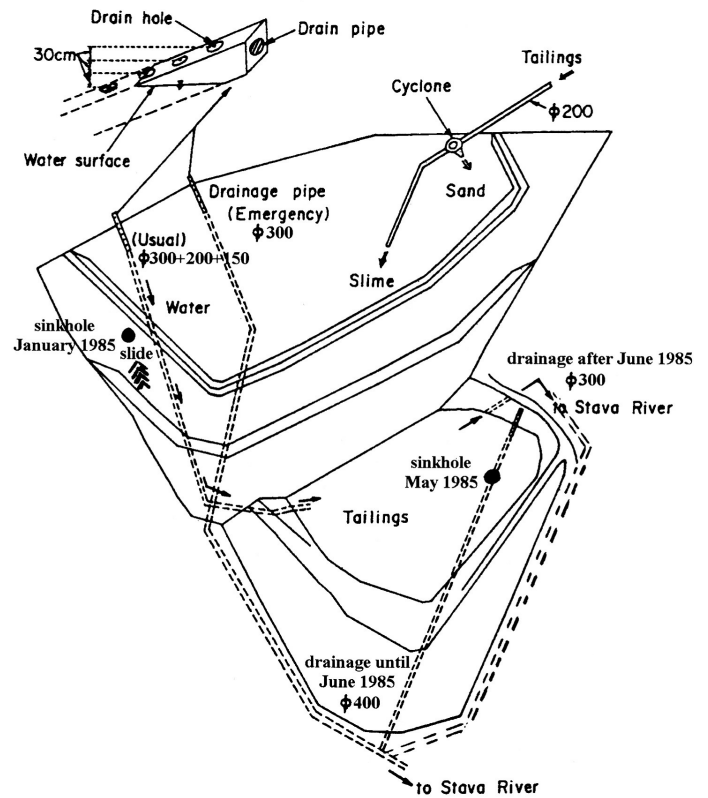 Drain hole
Drain pipe
30cm
Tailings
Cyclone
ϕ200
Water surface
Drainage pipe
(Emergency)
ϕ300
Sand
(Usual)
ϕ300+200+150
Slime
Water
sinkhole
January 1985
slide
drainage after June 1985
ϕ300
to Stava River
sinkhole
May 1985
Tailings
drainage until
June 1985
ϕ400
to Stava River